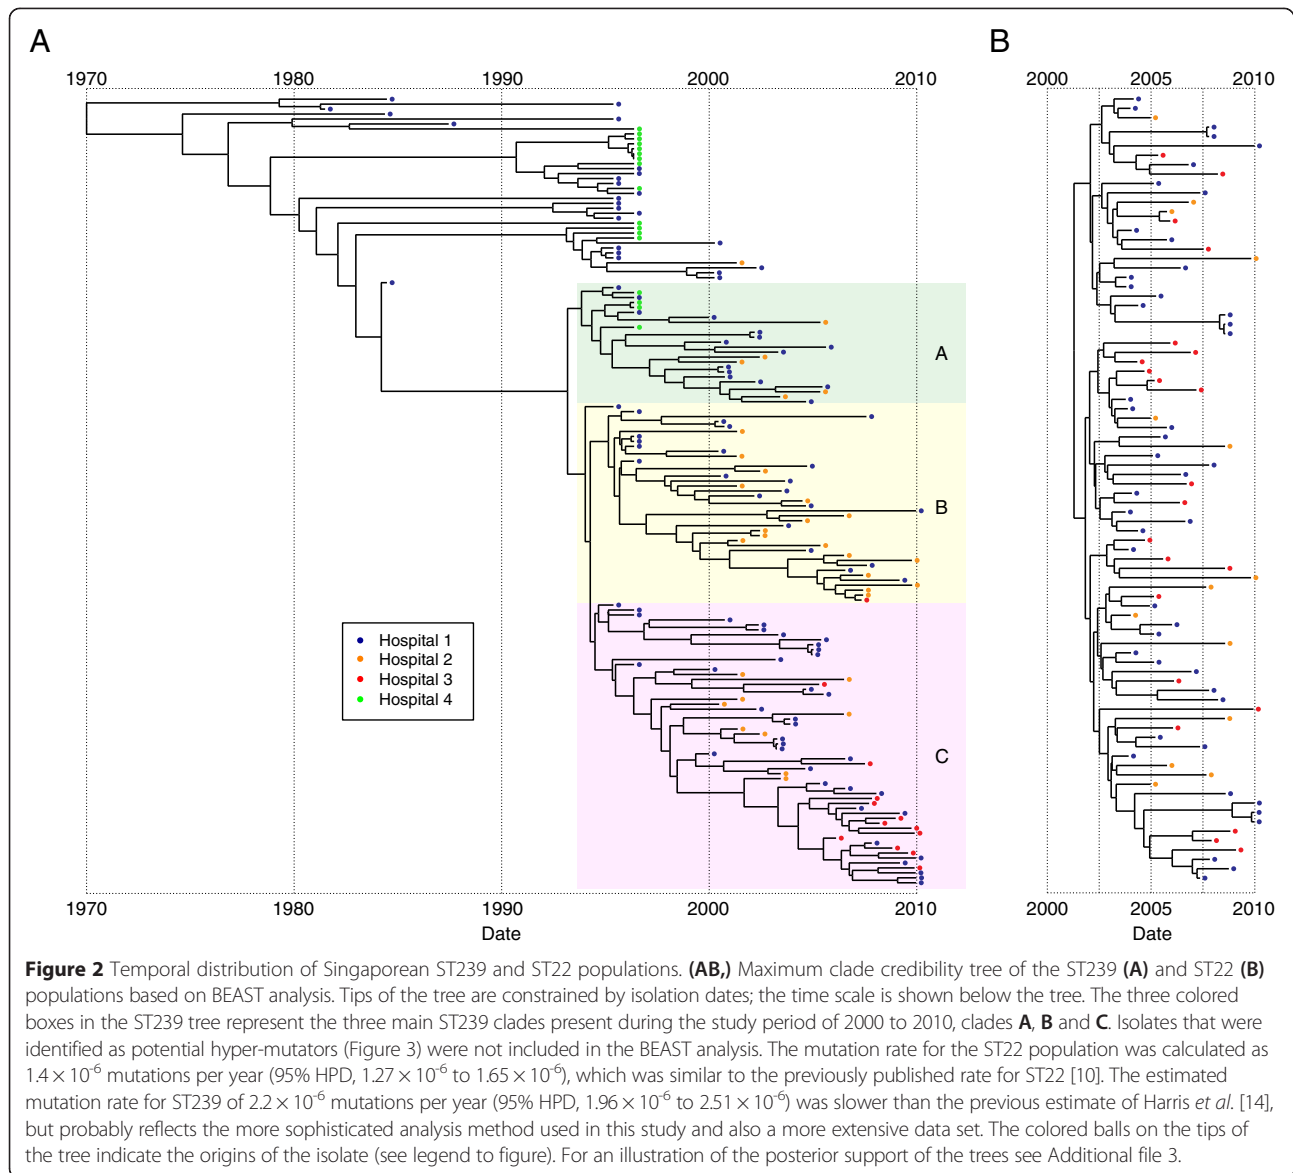 A
B
1970 1980 1990 2000 2010
2000 2005 2010
A
B
C
Hospital 1
Hospital 2
Hospital 3
Hospital 4
1970 1980 1990 2000 2010
2000 2005 2010
Date
Date
Figure 2 Temporal distribution of Singaporean ST239 and ST22 populations. (AB,) Maximum clade credibility tree of the ST239 (A) and ST22 (B)
populations based on BEAST analysis. Tips of the tree are constrained by isolation dates; the time scale is shown below the tree. The three colored
boxes in the ST239 tree represent the three main ST239 clades present during the study period of 2000 to 2010, clades A, B and C. Isolates that were
identified as potential hyper-mutators (Figure 3) were not included in the BEAST analysis. The mutation rate for the ST22 population was calculated as
1.4 × 10⁻⁶ mutations per year (95% HPD, 1.27 × 10⁻⁶ to 1.65 × 10⁻⁶), which was similar to the previously published rate for ST22 [10]. The estimated
mutation rate for ST239 of 2.2 × 10⁻⁶ mutations per year (95% HPD, 1.96 × 10⁻⁶ to 2.51 × 10⁻⁶) was slower than the previous estimate of Harris et al. [14],
but probably reflects the more sophisticated analysis method used in this study and also a more extensive data set. The colored balls on the tips of
the tree indicate the origins of the isolate (see legend to figure). For an illustration of the posterior support of the trees see Additional file 3.